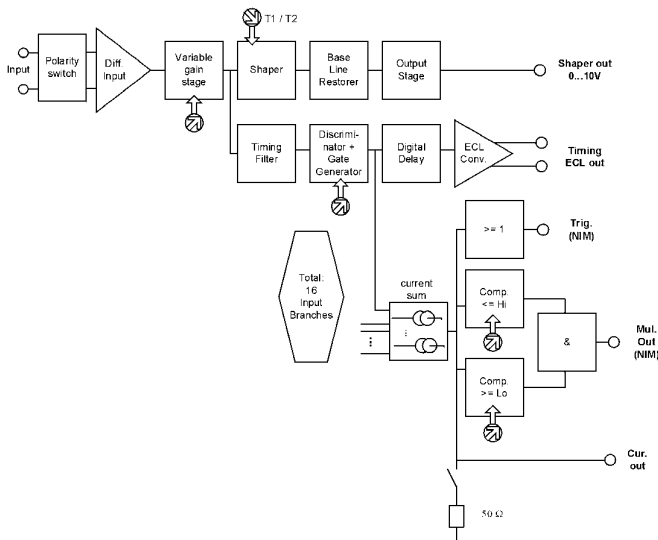 T1 / T2
Input
Polarity
switch
Diff.
Input
Variable
gain
stage
Shaper
Base
Line
Restorer
Output
Stage
Shaper out
0...10V
Timing
Filter
Discrimi-
nator +
Gate
Generator
Digital
Delay
ECL
Conv.
Timing
ECL out
>= 1
Trig.
(NIM)
Total:
16
Input
Branches
current
sum
Comp.
<= Hi
&
Mul.
Out
(NIM)
Comp.
>= Lo
Cur.
out
50 Ω